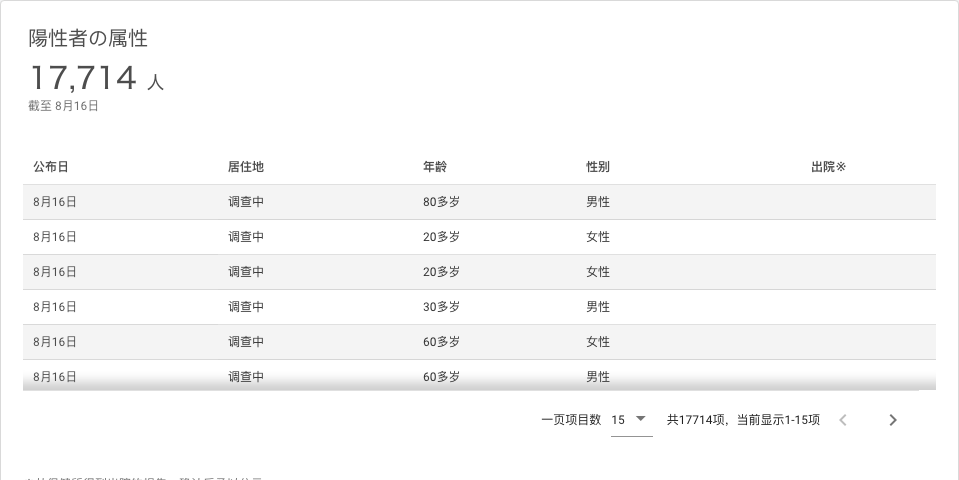 陽性者の属性
17,714 人
截至 8月16日
公布日 居住地 年齢 性别 出院※
8月16日 调查中 80多岁 男性
8月16日 调查中 20多岁 女性
8月16日 调查中 20多岁 女性
8月16日 调查中 30多岁 男性
8月16日 调查中 60多岁 女性
8月16日 调查中 60多岁 男性
一页项目数 15 共17714项，当前显示1-15项